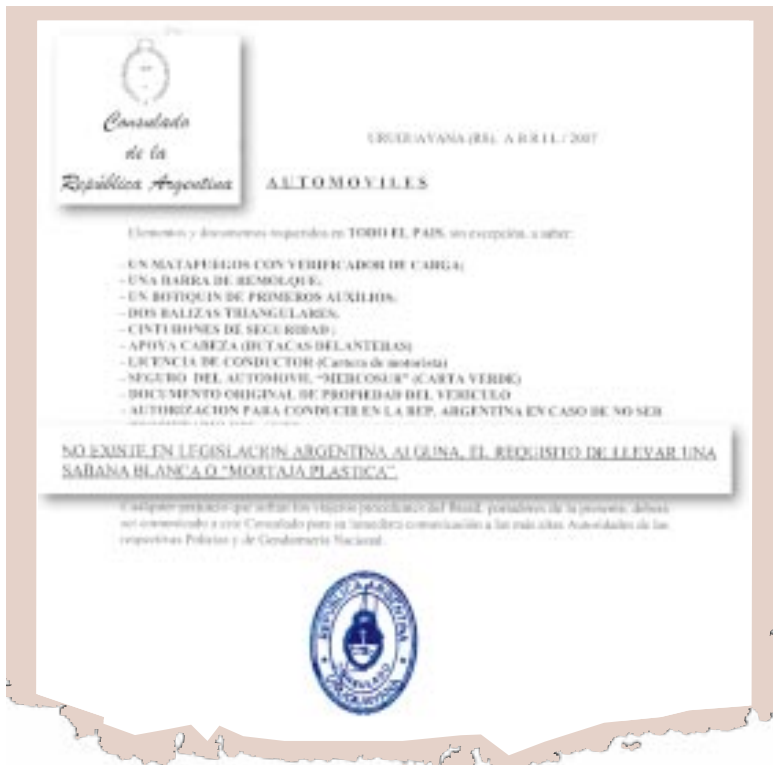 Consulado
de la
República Argentina
URUGUAYANA (RS), A B R I L / 2007
AUTOMOVILES
Elementos y documentos requeridos en TODO EL PAIS, sin excepción, a saber:
- UN MATAFUEGOS CON VERIFICADOR DE CARGA;
- UNA BARRA DE REMOLQUE.
- UN BOTIQUIN DE PRIMEROS AUXILIOS.
- DOS BALIZAS TRIANGULARES.
- CINTURONES DE SEGURIDAD;
- APOYA CABEZA (BUTACAS DELANTERAS)
- LICENCIA DE CONDUCTOR (Carteira de motorista)
- SEGURO DEL AUTOMOVIL "MERCOSUR" (CARTA VERDE)
- DOCUMENTO ORIGINAL DE PROPIEDAD DEL VEHICULO
- AUTORIZACION PARA CONDUCIR EN LA REP. ARGENTINA EN CASO DE NO SER
NO EXISTE EN LEGISLACION ARGENTINA ALGUNA, EL REQUISITO DE LLEVAR UNA
SABANA BLANCA O "MORTAJA PLASTICA".
Cualquier perjuicio que sufran los viajeros procedentes del Brasil, portadores de la presente, deberá
ser comunicado a este Consulado para su inmediata comunicación a las más altas Autoridades de las
respectivas Policías y de Gendarmería Nacional.
REPUBLICA ARGENTINA
CONSULADO
URUGUAYANA